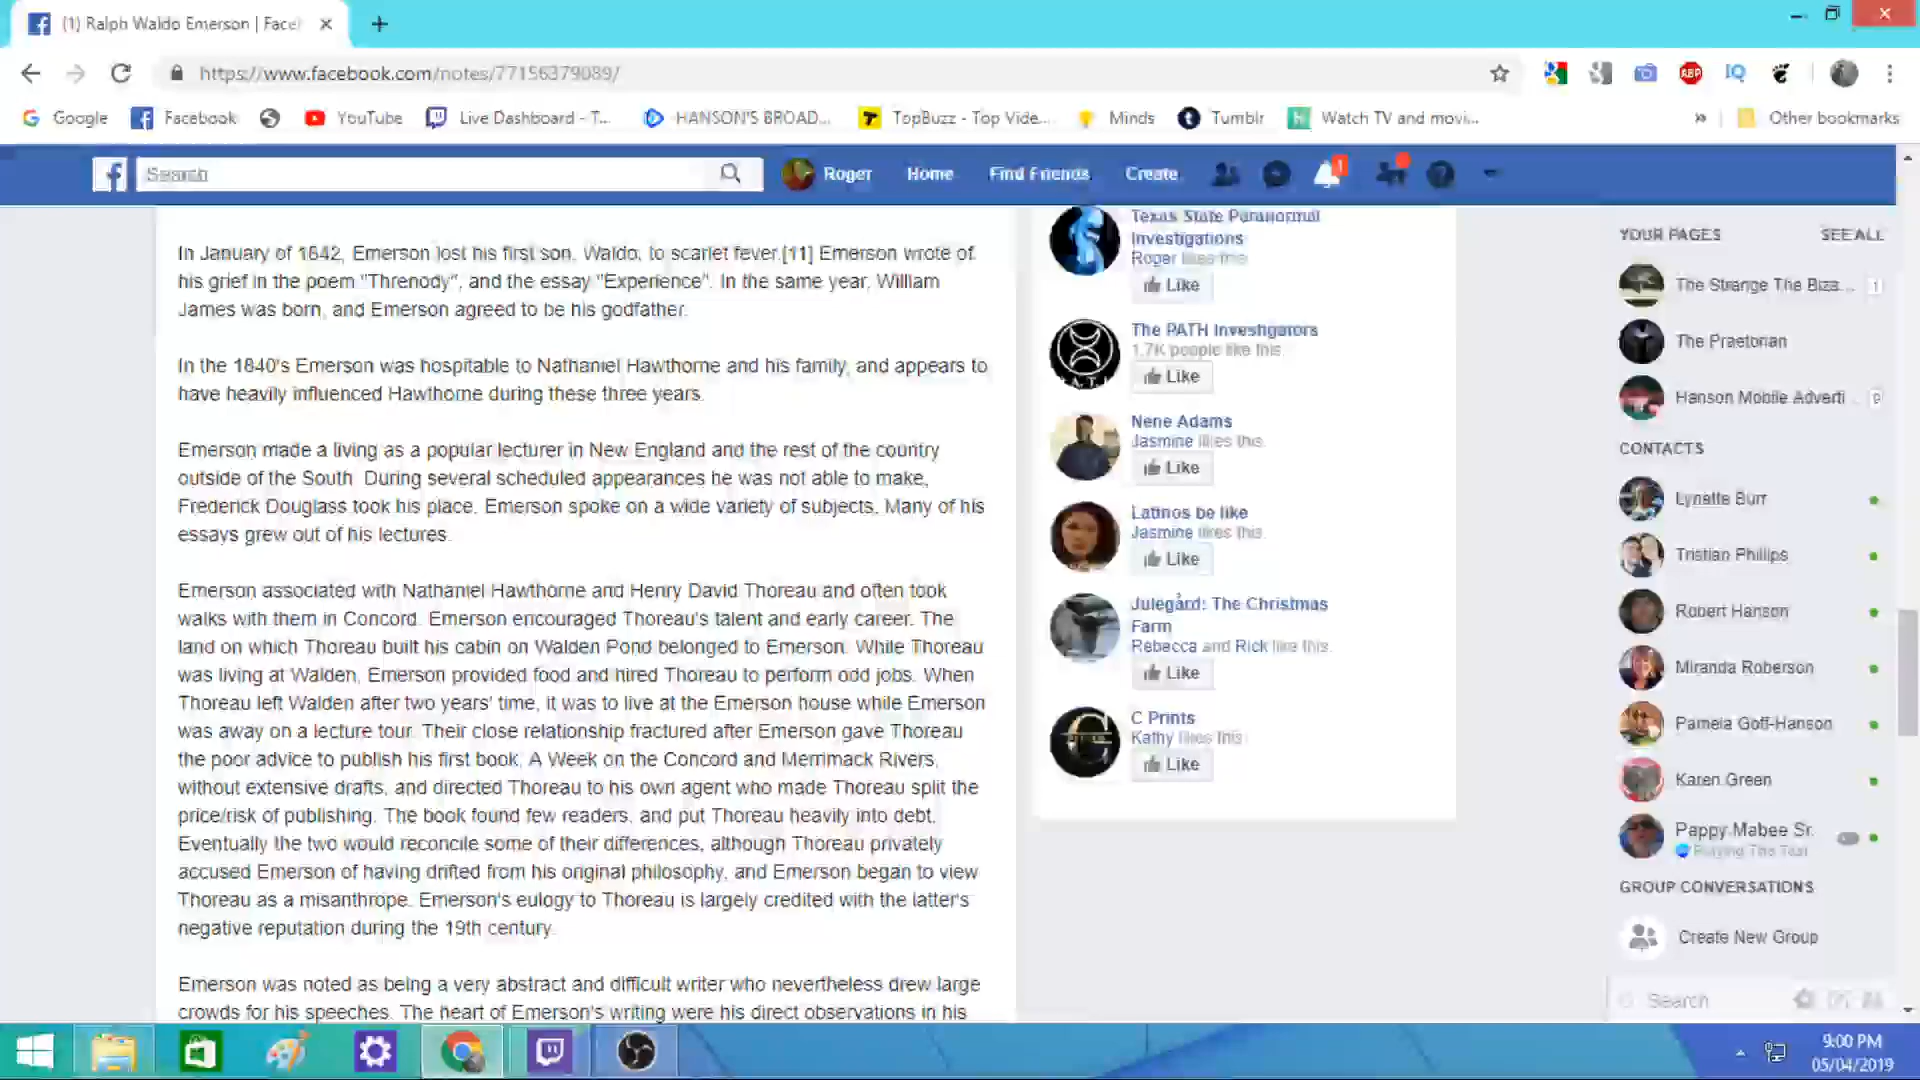 (1) Ralph Waldo Emerson | Face
https://www.facebook.com/notes/77156379089/
Google
Facebook
YouTube
Live Dashboard - T...
HANSON'S BROAD...
TopBuzz - Top Vide...
Minds
Tumblr
Watch TV and movi...
Other bookmarks
Search
Roger
Home
Find Friends
Create
1
In January of 1842, Emerson lost his first son, Waldo, to scarlet fever.[11] Emerson wrote of
his grief in the poem "Threnody", and the essay "Experience". In the same year, William
James was born, and Emerson agreed to be his godfather.
In the 1840's Emerson was hospitable to Nathaniel Hawthorne and his family, and appears to
have heavily influenced Hawthorne during these three years.
Emerson made a living as a popular lecturer in New England and the rest of the country
outside of the South. During several scheduled appearances he was not able to make,
Frederick Douglass took his place. Emerson spoke on a wide variety of subjects. Many of his
essays grew out of his lectures.
Emerson associated with Nathaniel Hawthorne and Henry David Thoreau and often took
walks with them in Concord. Emerson encouraged Thoreau's talent and early career. The
land on which Thoreau built his cabin on Walden Pond belonged to Emerson. While Thoreau
was living at Walden, Emerson provided food and hired Thoreau to perform odd jobs. When
Thoreau left Walden after two years' time, it was to live at the Emerson house while Emerson
was away on a lecture tour. Their close relationship fractured after Emerson gave Thoreau
the poor advice to publish his first book, A Week on the Concord and Merrimack Rivers,
without extensive drafts, and directed Thoreau to his own agent who made Thoreau split the
price/risk of publishing. The book found few readers, and put Thoreau heavily into debt.
Eventually the two would reconcile some of their differences, although Thoreau privately
accused Emerson of having drifted from his original philosophy, and Emerson began to view
Thoreau as a misanthrope. Emerson's eulogy to Thoreau is largely credited with the latter's
negative reputation during the 19th century.
Emerson was noted as being a very abstract and difficult writer who nevertheless drew large
crowds for his speeches. The heart of Emerson's writing were his direct observations in his
Texas State Paranormal
Investigations
Roger likes this.
Like
The PATH Investigators
1.7K people like this.
Like
Nene Adams
Jasmine likes this.
Like
Latinos be like
Jasmine likes this.
Like
Julegård: The Christmas
Farm
Rebecca and Rick like this.
Like
C Prints
Kathy likes this.
Like
YOUR PAGES
SEE ALL
The Strange The Biza...
1
The Praetorian
Hanson Mobile Adverti...
9
CONTACTS
Lynette Burr
Tristian Phillips
Robert Hanson
Miranda Roberson
Pamela Goff-Hanson
Karen Green
Pappy Mabee Sr.
GROUP CONVERSATIONS
Create New Group
Search
9:00 PM
05/04/2019